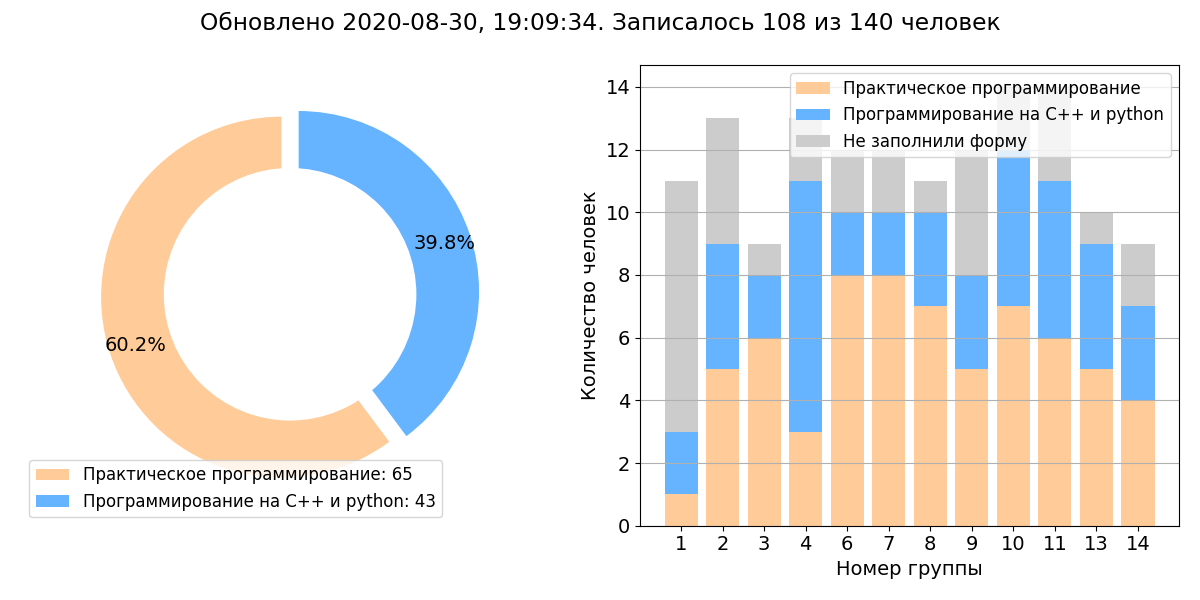 Обновлено 2020-08-30, 19:09:34. Записалось 108 из 140 человек
39.8%
60.2%
Практическое программирование: 65
Программирование на C++ и python: 43
Количество человек
14
12
10
8
6
4
2
0
Практическое программирование
Программирование на C++ и python
Не заполнили форму
1 2 3 4 6 7 8 9 10 11 13 14
Номер группы